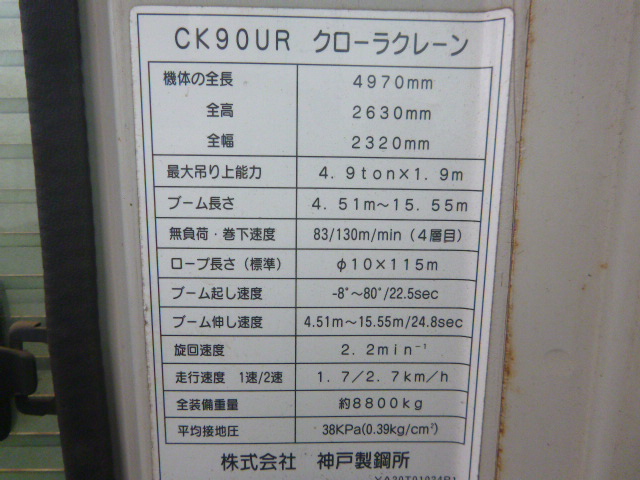 CK90UR クローラクレーン
機体の全長 4970mm
全高 2630mm
全幅 2320mm
最大吊り上能力 4.9ton×1.9m
ブーム長さ 4.51m〜15.55m
無負荷・巻下速度 83/130m/min(4層目)
ロープ長さ(標準) φ10×115m
ブーム起し速度 -8°〜80°/22.5sec
ブーム伸し速度 4.51m〜15.55m/24.8sec
旋回速度 2.2min⁻¹
走行速度 1速/2速 1.7/2.7km/h
全装備重量 約8800kg
平均接地圧 38KPa(0.39kg/cm²)
株式会社 神戸製鋼所